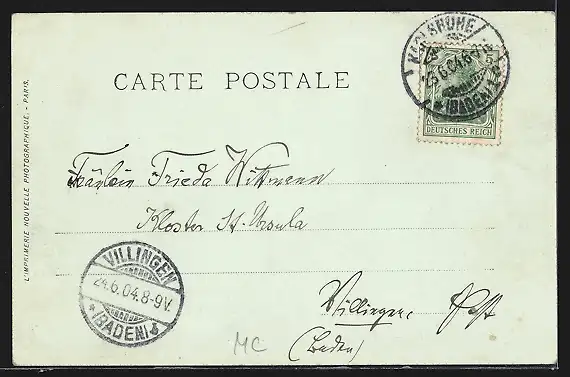 CARTE POSTALE
KARLSRUHE
(BADEN)
5
DEUTSCHES REICH
Fräulein Frieda Wittmann
Kloster St. Ursula
Villingen,
(Baden)
VILLINGEN
24.6.04.8-9V.
*(BADEN)
MC
L'IMPRIMERIE NOUVELLE PHOTOGRAPHIQUE. - PARIS.